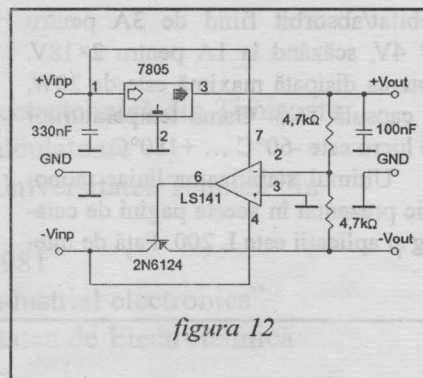 7805
+Vinp
1
3
+Vout
330nF
2
4,7kΩ
100nF
7
GND
2
GND
6
3
LS141
4
4,7kΩ
-Vinp
-Vout
2N6124
figura 12